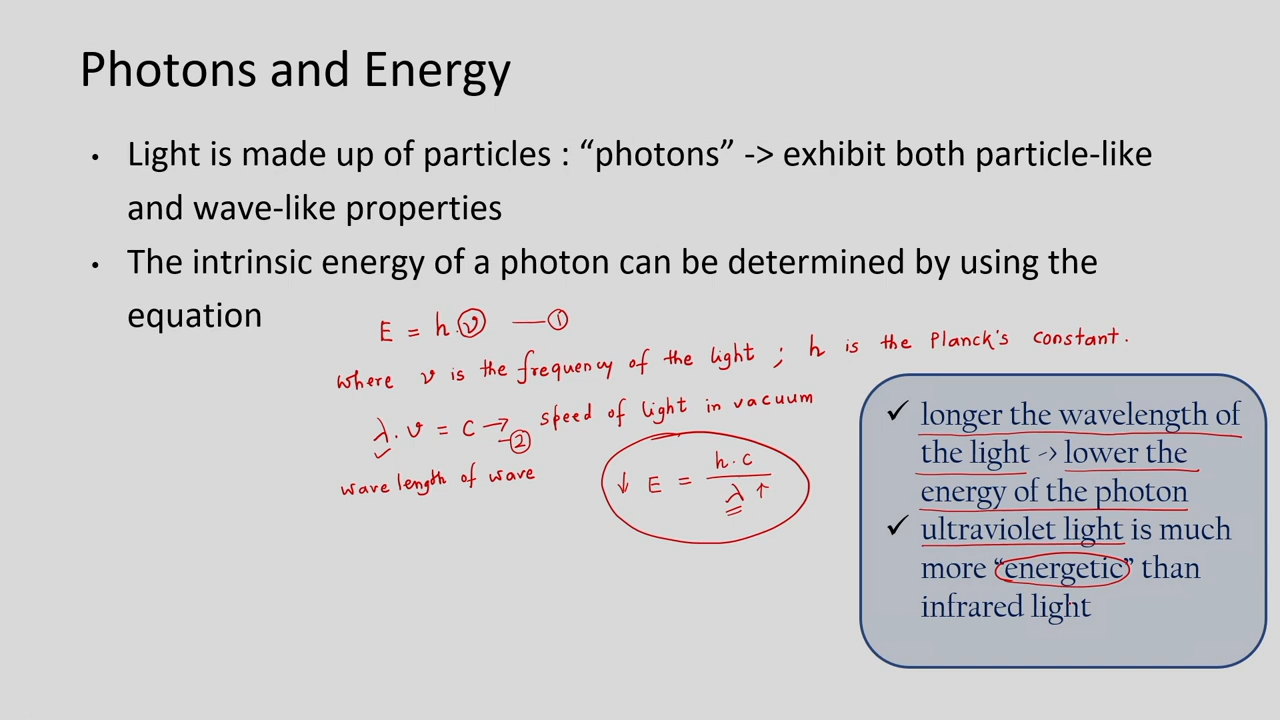 Photons and Energy
• Light is made up of particles : “photons” -> exhibit both particle-like
and wave-like properties
• The intrinsic energy of a photon can be determined by using the
equation
E = h.ν —①
where ν is the frequency of the light ; h is the Planck's constant.
λ.ν = c → speed of light in vacuum
—②
wave length of wave
↓ E = h.c / λ ↑
✓ longer the wavelength of
the light -> lower the
energy of the photon
✓ ultraviolet light is much
more “energetic” than
infrared light